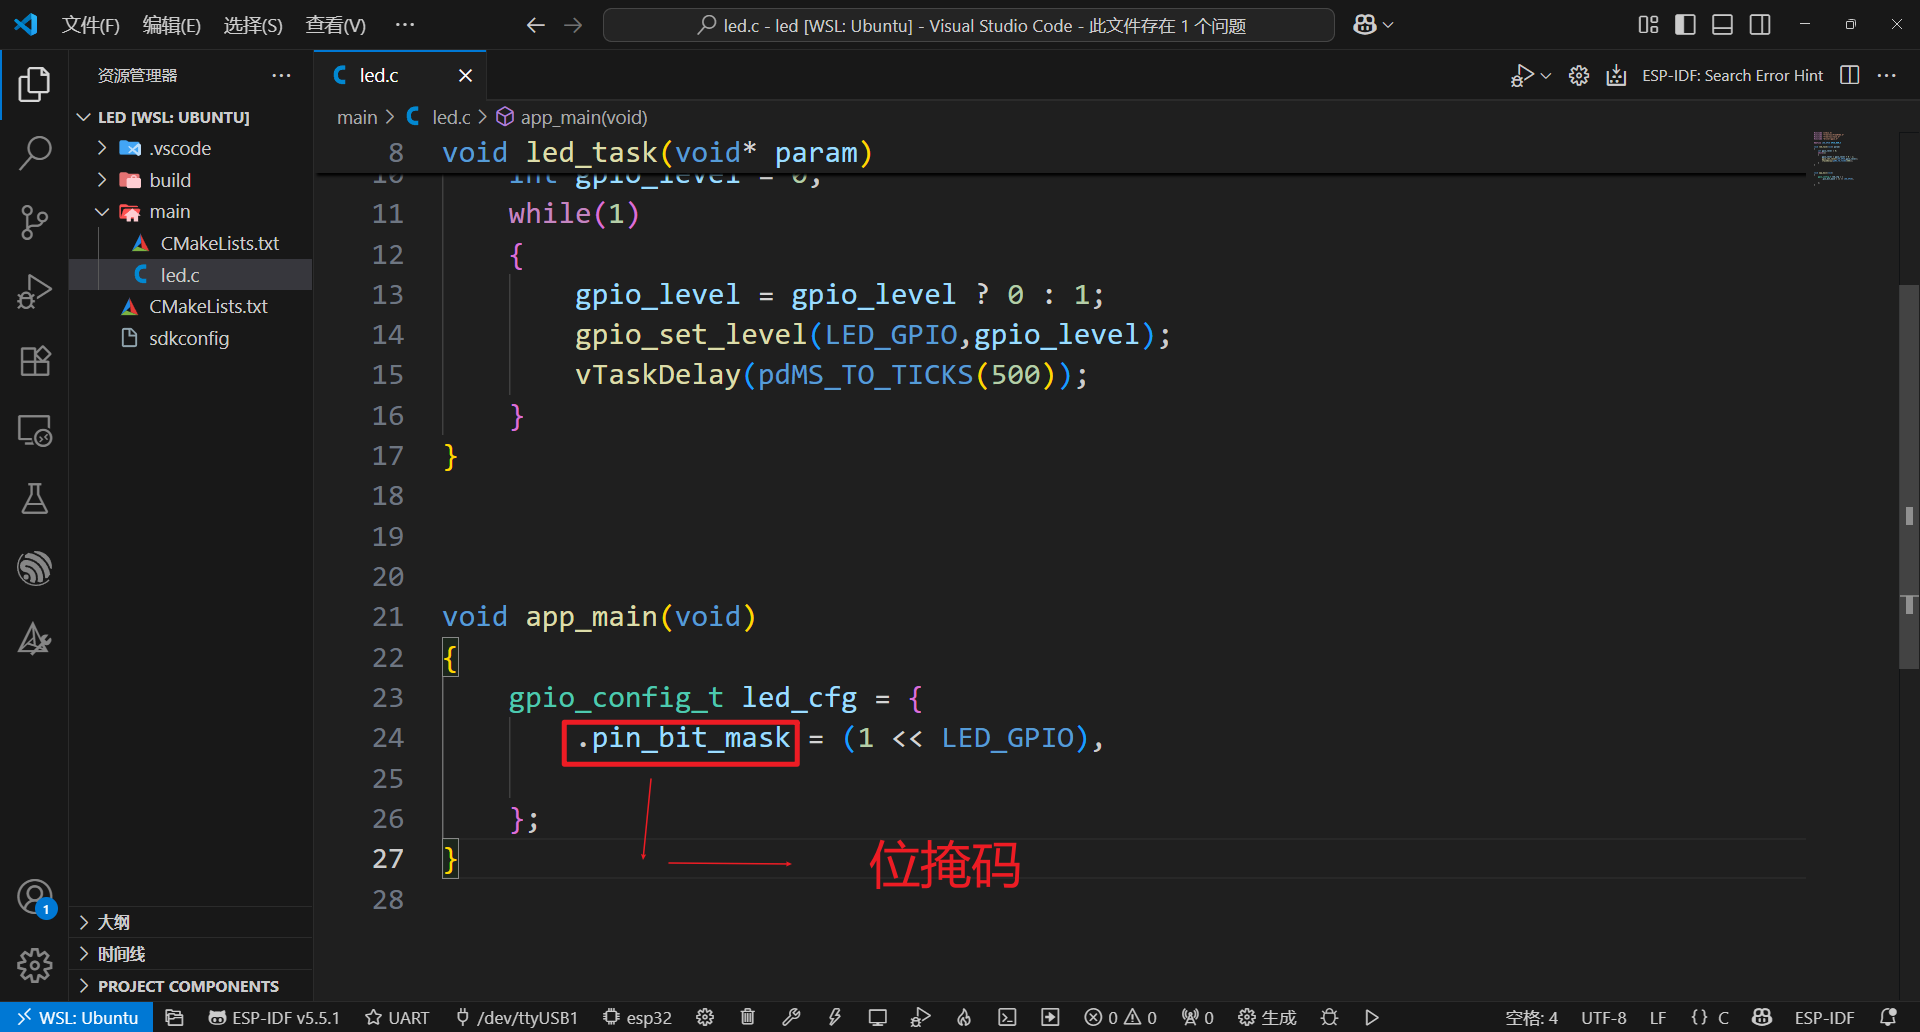 文件(F) 编辑(E) 选择(S) 查看(V) ··· led.c - led [WSL: Ubuntu] - Visual Studio Code - 此文件存在 1 个问题
资源管理器 ···
led.c
ESP-IDF: Search Error Hint
LED [WSL: UBUNTU]
.vscode
build
main
CMakeLists.txt
led.c
CMakeLists.txt
sdkconfig
大纲
时间线
PROJECT COMPONENTS
1
main > led.c > app_main(void)
8 void led_task(void* param)
10 int gpio_level = 0;
11 while(1)
12 {
13 gpio_level = gpio_level ? 0 : 1;
14 gpio_set_level(LED_GPIO,gpio_level);
15 vTaskDelay(pdMS_TO_TICKS(500));
16 }
17 }
18
19
20
21 void app_main(void)
22 {
23 gpio_config_t led_cfg = {
24 .pin_bit_mask = (1 << LED_GPIO),
25
26 };
27 }
位掩码
28
WSL: Ubuntu ESP-IDF v5.5.1 UART /dev/ttyUSB1 esp32 0 0 0 生成 空格: 4 UTF-8 LF {} C ESP-IDF